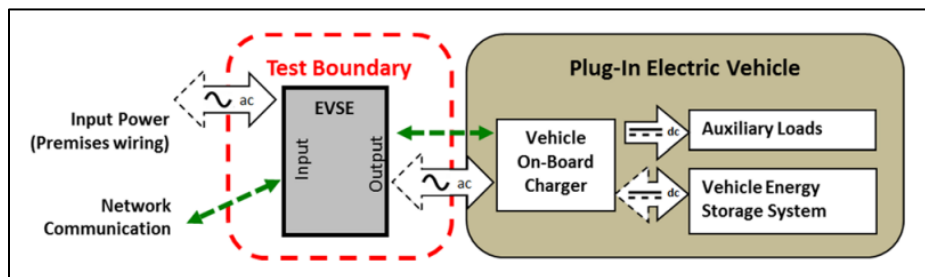 Test Boundary
Plug-In Electric Vehicle
ac
EVSE
Input Power
(Premises wiring)
Input
Output
Vehicle
On-Board
Charger
dc
Auxiliary Loads
ac
dc
Vehicle Energy
Storage System
Network
Communication